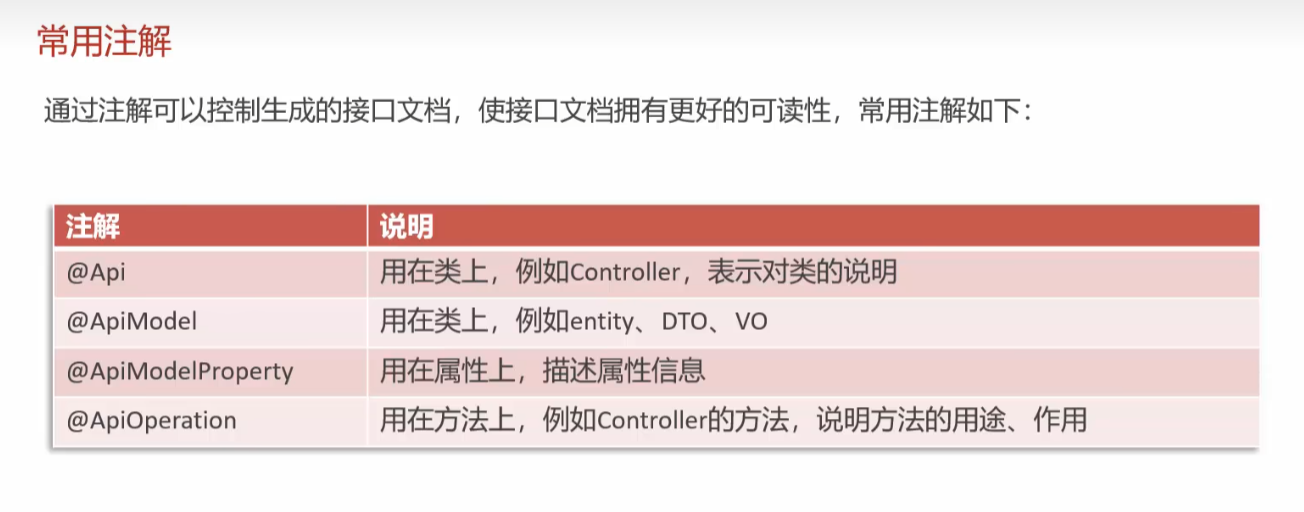 常用注解
通过注解可以控制生成的接口文档，使接口文档拥有更好的可读性，常用注解如下：
注解 说明
@Api 用在类上，例如Controller，表示对类的说明
@ApiModel 用在类上，例如entity、DTO、VO
@ApiModelProperty 用在属性上，描述属性信息
@ApiOperation 用在方法上，例如Controller的方法，说明方法的用途、作用